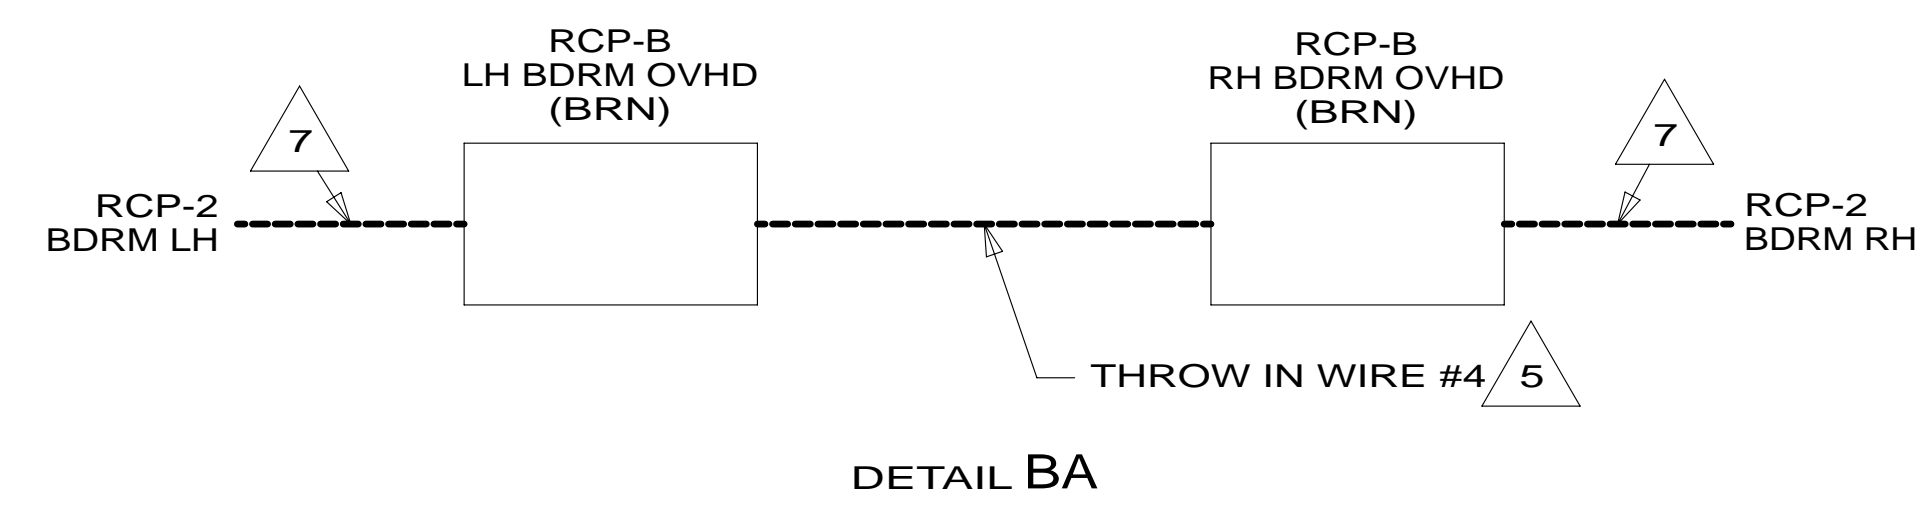 RCP-B
LH BDRM OVHD
(BRN)
RCP-B
RH BDRM OVHD
(BRN)
7
7
RCP-2
BDRM LH
RCP-2
BDRM RH
THROW IN WIRE #4 5
DETAIL BA